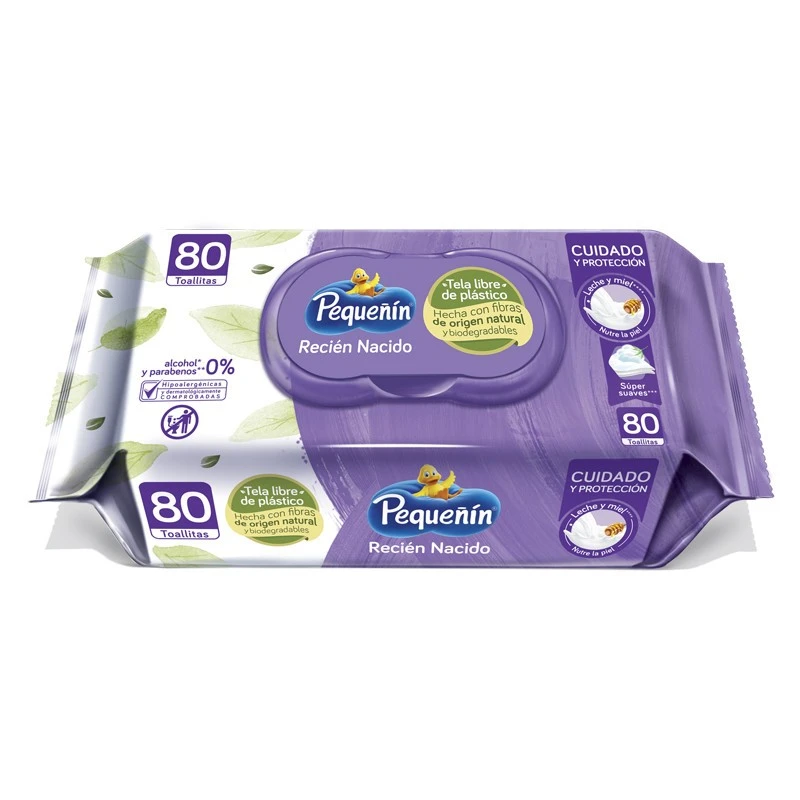 80
Toallitas
alcohol*
y parabenos**0%
Hipoalergénicas
y dermatológicamente
COMPROBADAS
Pequeñín
Recién Nacido
Tela libre
de plástico
Hecha con fibras
de origen natural
y biodegradables
CUIDADO
Y PROTECCIÓN
Leche y miel****
Nutre la piel
Súper
suaves***
80
Toallitas
80
Toallitas
Tela libre
de plástico
Hecha con fibras
de origen natural
y biodegradables
Pequeñín
Recién Nacido
CUIDADO
Y PROTECCIÓN
Leche y miel****
Nutre la piel